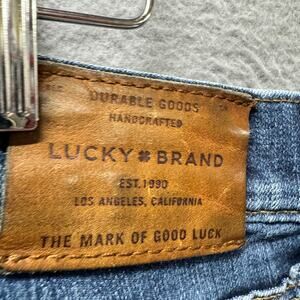 DURABLE GOODS
HANDCRAFTED
LUCKY BRAND
EST. 1990
LOS ANGELES, CALIFORNIA
THE MARK OF GOOD LUCK